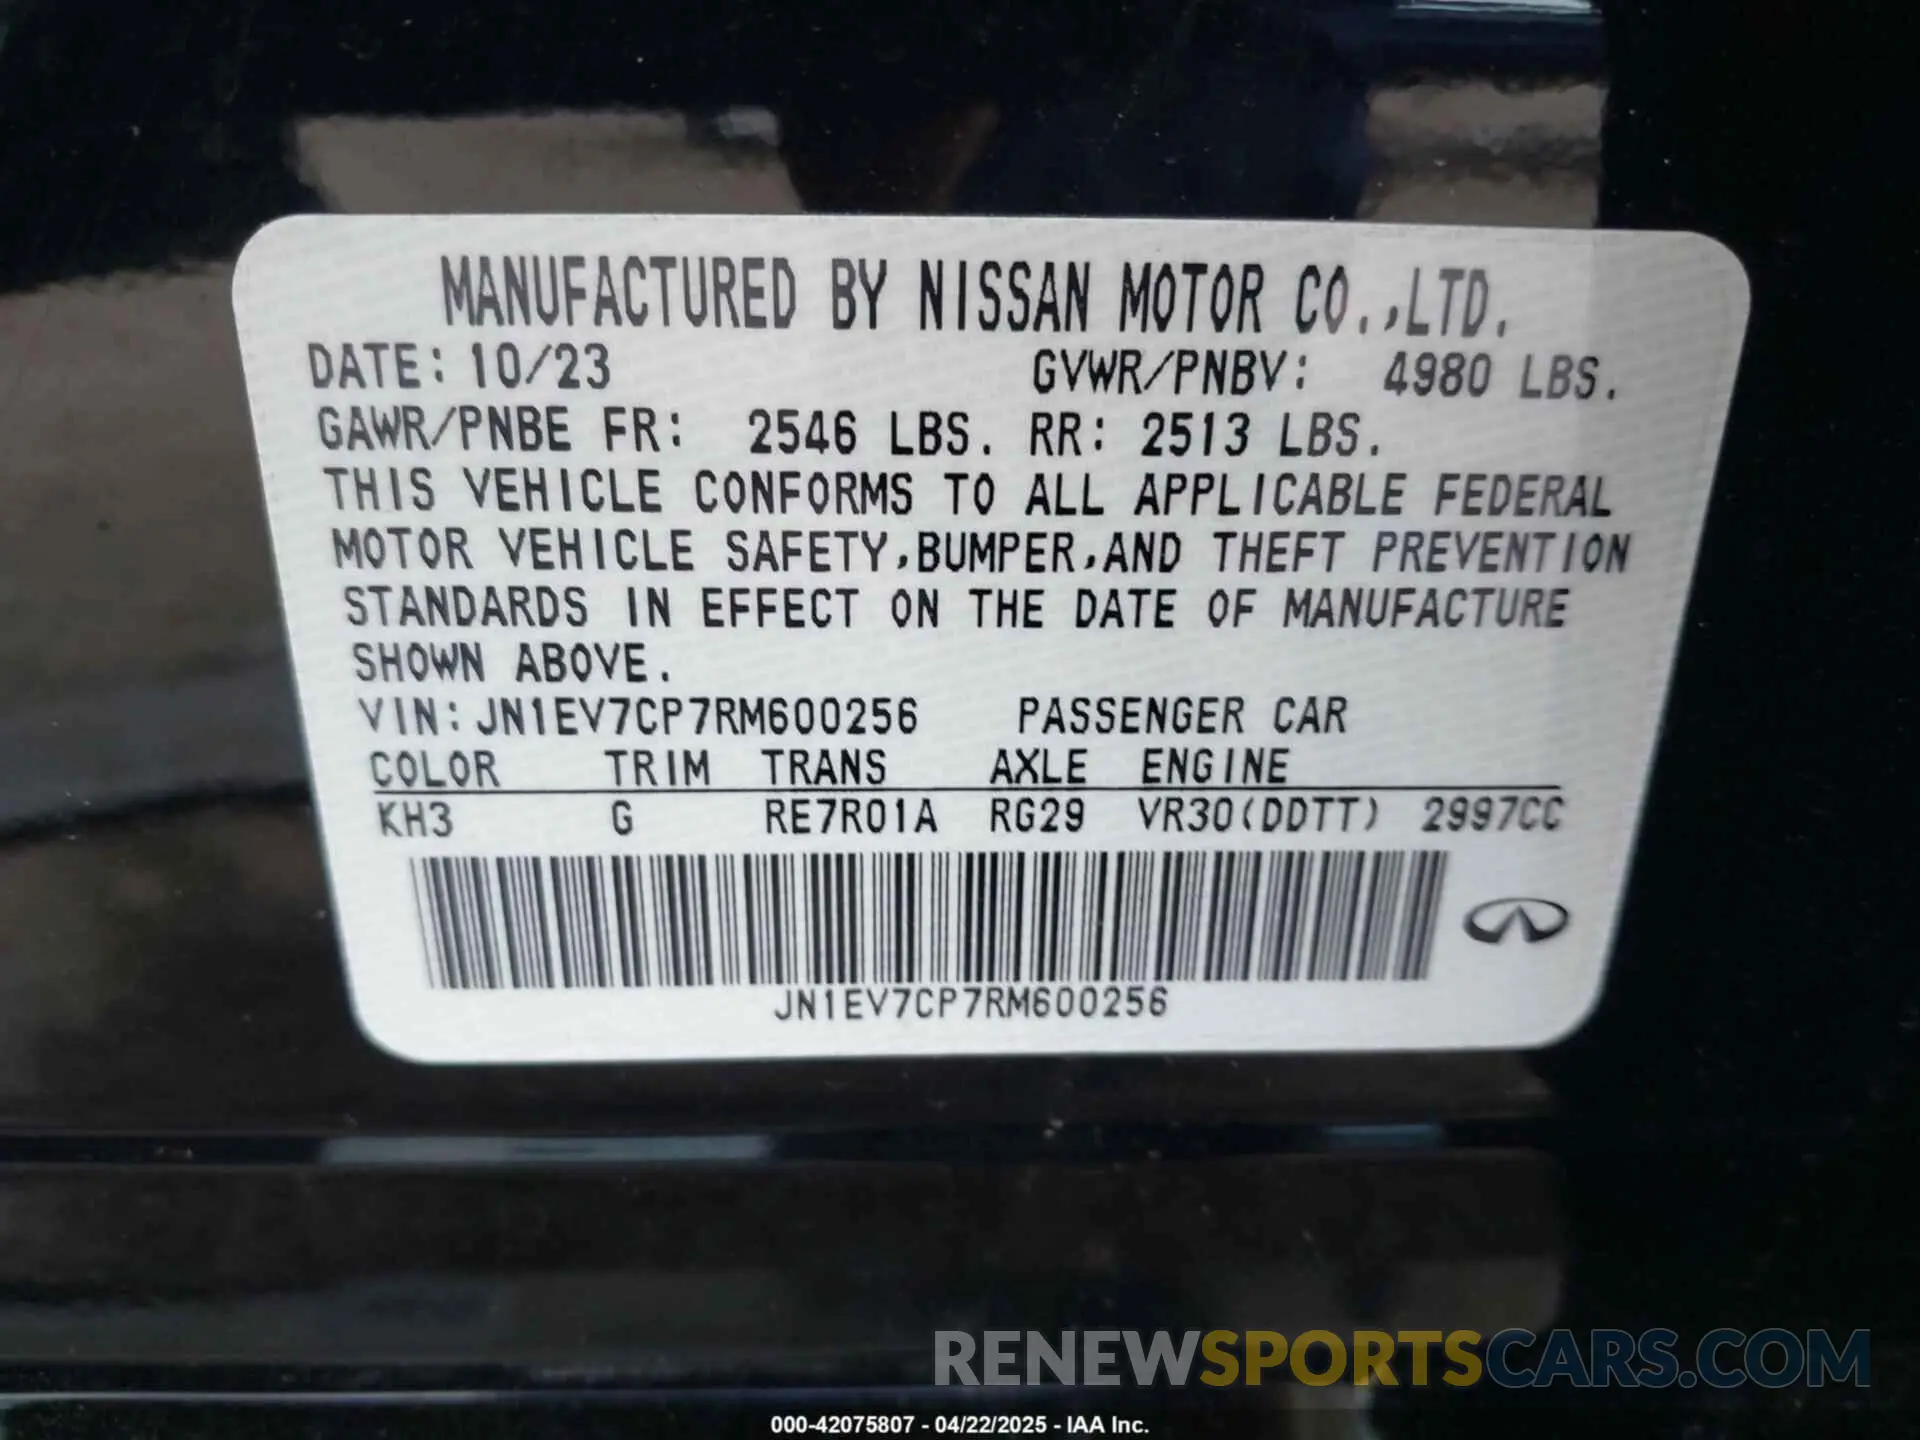 MANUFACTURED BY NISSAN MOTOR CO.,LTD.
DATE: 10/23 GVWR/PNBV: 4980 LBS.
GAWR/PNBE FR: 2546 LBS. RR: 2513 LBS.
THIS VEHICLE CONFORMS TO ALL APPLICABLE FEDERAL
MOTOR VEHICLE SAFETY,BUMPER,AND THEFT PREVENTION
STANDARDS IN EFFECT ON THE DATE OF MANUFACTURE
SHOWN ABOVE.
VIN: JN1EV7CP7RM600256 PASSENGER CAR
COLOR TRIM TRANS AXLE ENGINE
KH3 G RE7R01A RG29 VR30(DDTT) 2997CC
JN1EV7CP7RM600256
RENEWSPORTSCARS.COM
000-42075807 - 04/22/2025 - IAA Inc.